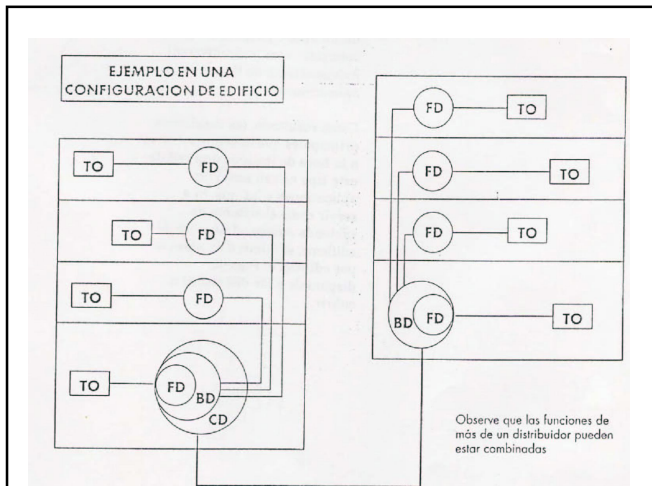 EJEMPLO EN UNA
CONFIGURACION DE EDIFICIO
TO FD
TO FD
TO FD
TO FD BD CD
FD TO
FD TO
FD TO
BD FD TO
Observe que las funciones de
más de un distribuidor pueden
estar combinadas